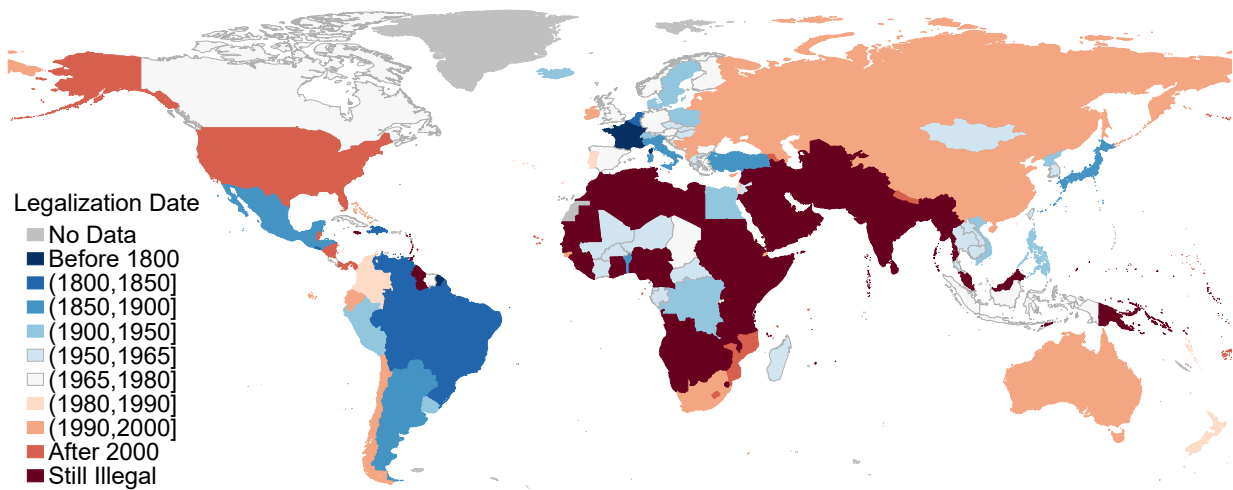 Legalization Date
No Data
Before 1800
(1800,1850]
(1850,1900]
(1900,1950]
(1950,1965]
(1965,1980]
(1980,1990]
(1990,2000]
After 2000
Still Illegal